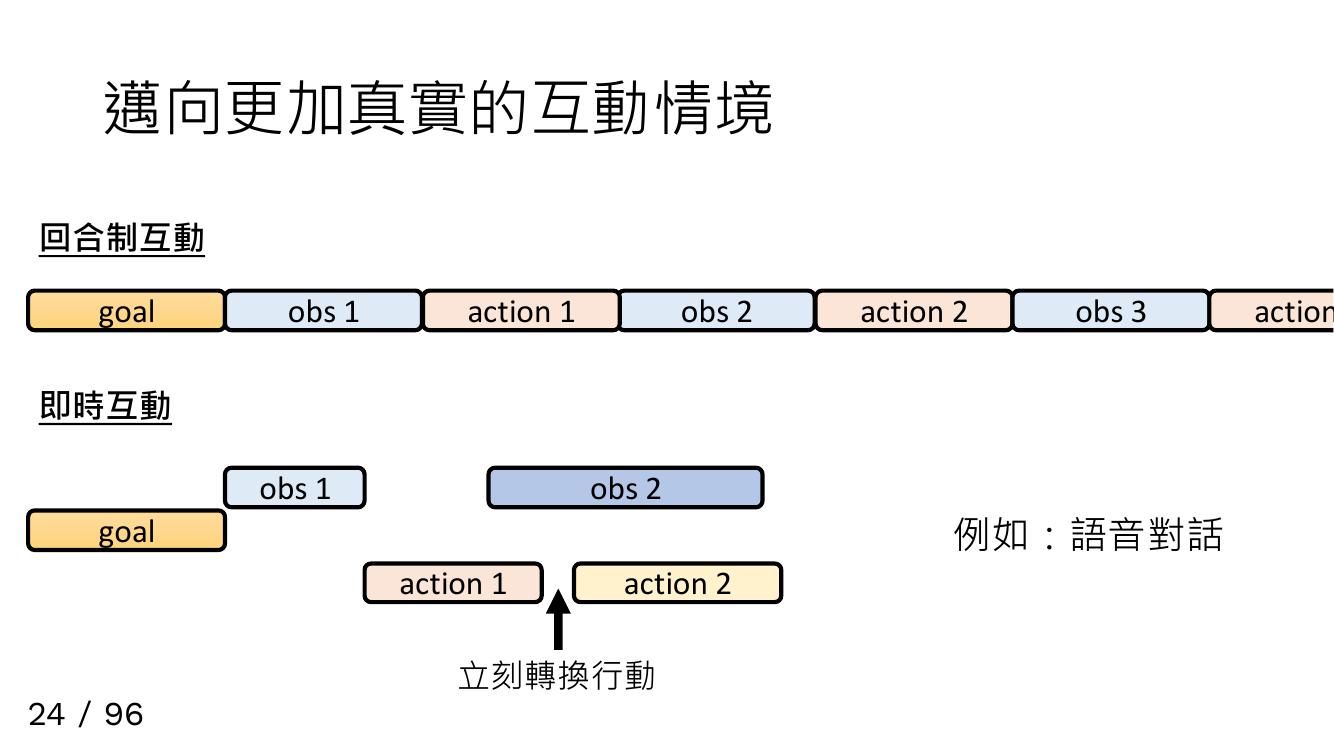 邁向更加真實的互動情境
回合制互動
goal obs 1 action 1 obs 2 action 2 obs 3 action
即時互動
obs 1 obs 2
goal
例如：語音對話
action 1 action 2
立刻轉換行動
24 / 96